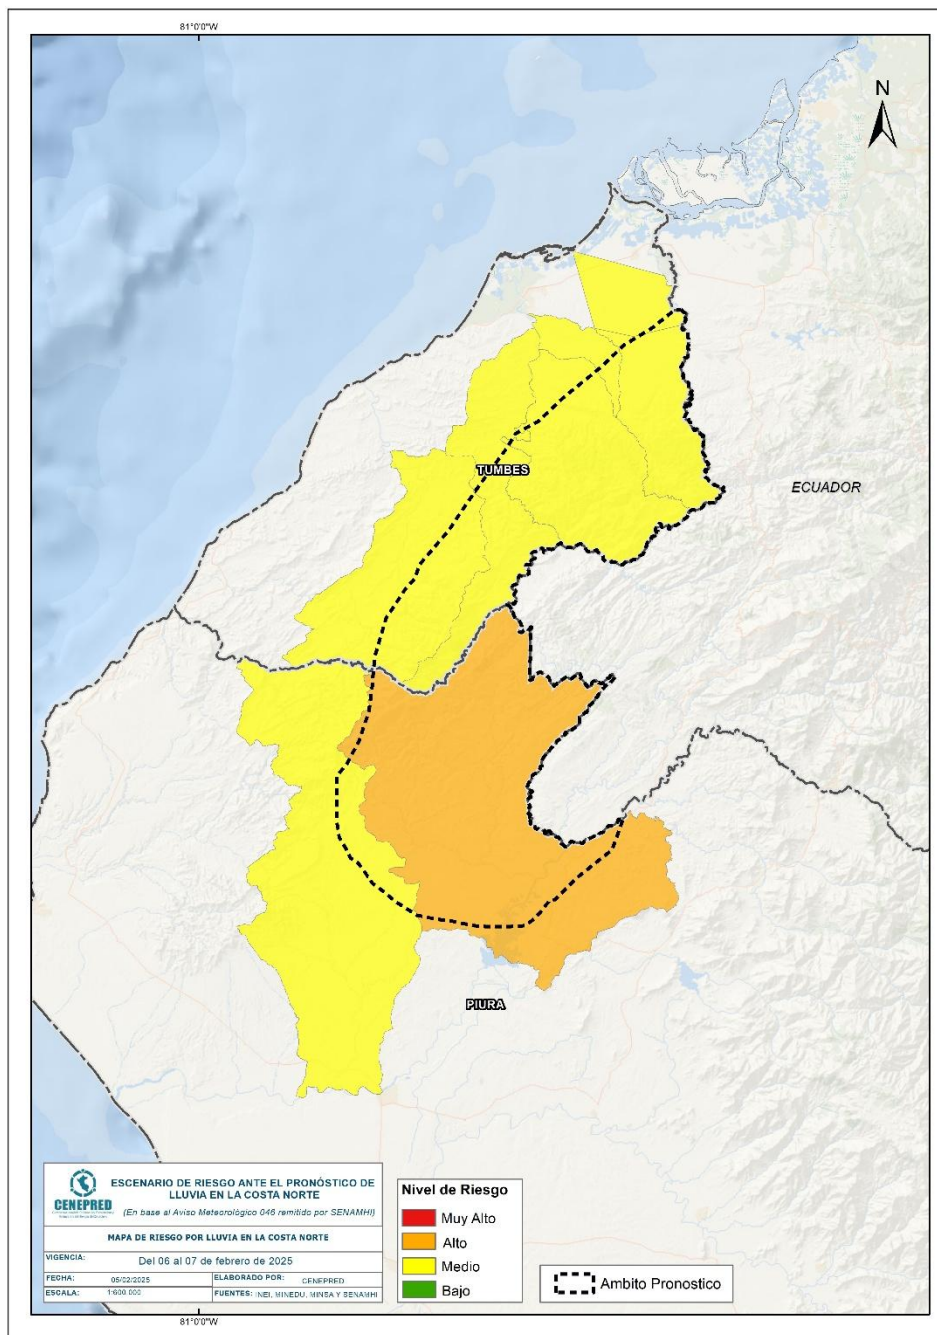 81°0'0"W
N
TUMBES
ECUADOR
PIURA
CENEPRED
ESCENARIO DE RIESGO ANTE EL PRONÓSTICO DE
LLUVIA EN LA COSTA NORTE
(En base al Aviso Meteorológico 046 remitido por SENAMHI)
MAPA DE RIESGO POR LLUVIA EN LA COSTA NORTE
VIGENCIA: Del 06 al 07 de febrero de 2025
FECHA: 05/02/2025 ELABORADO POR: CENEPRED
ESCALA: 1:600.000 FUENTES: INEI, MINEDU, MINSA Y SENAMHI
Nivel de Riesgo
Muy Alto
Alto
Medio
Bajo
Ambito Pronostico
81°0'0"W